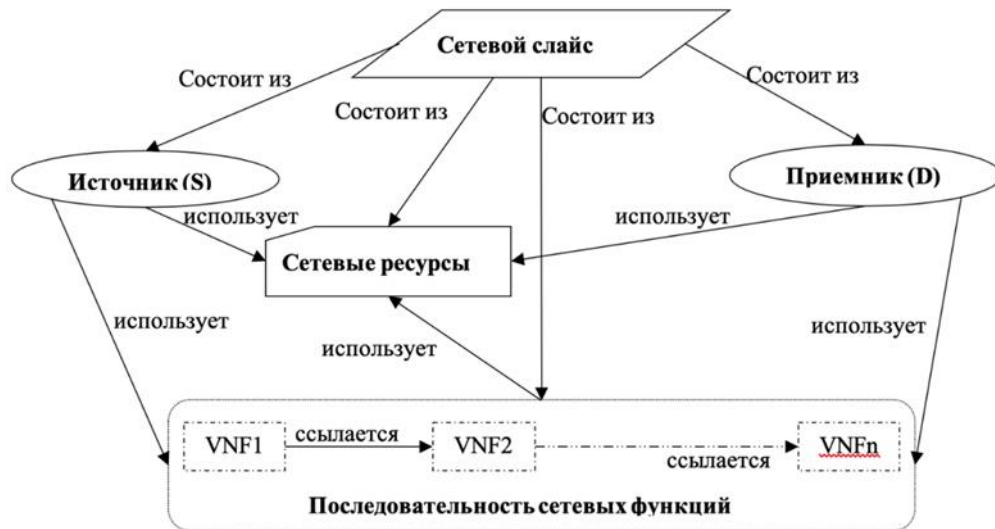 Сетевой слайс
Состоит из
Состоит из
Состоит из
Состоит из
Источник (S)
Приемник (D)
использует
использует
Сетевые ресурсы
использует
использует
использует
VNF1
ссылается
VNF2
ссылается
VNFn
Последовательность сетевых функций